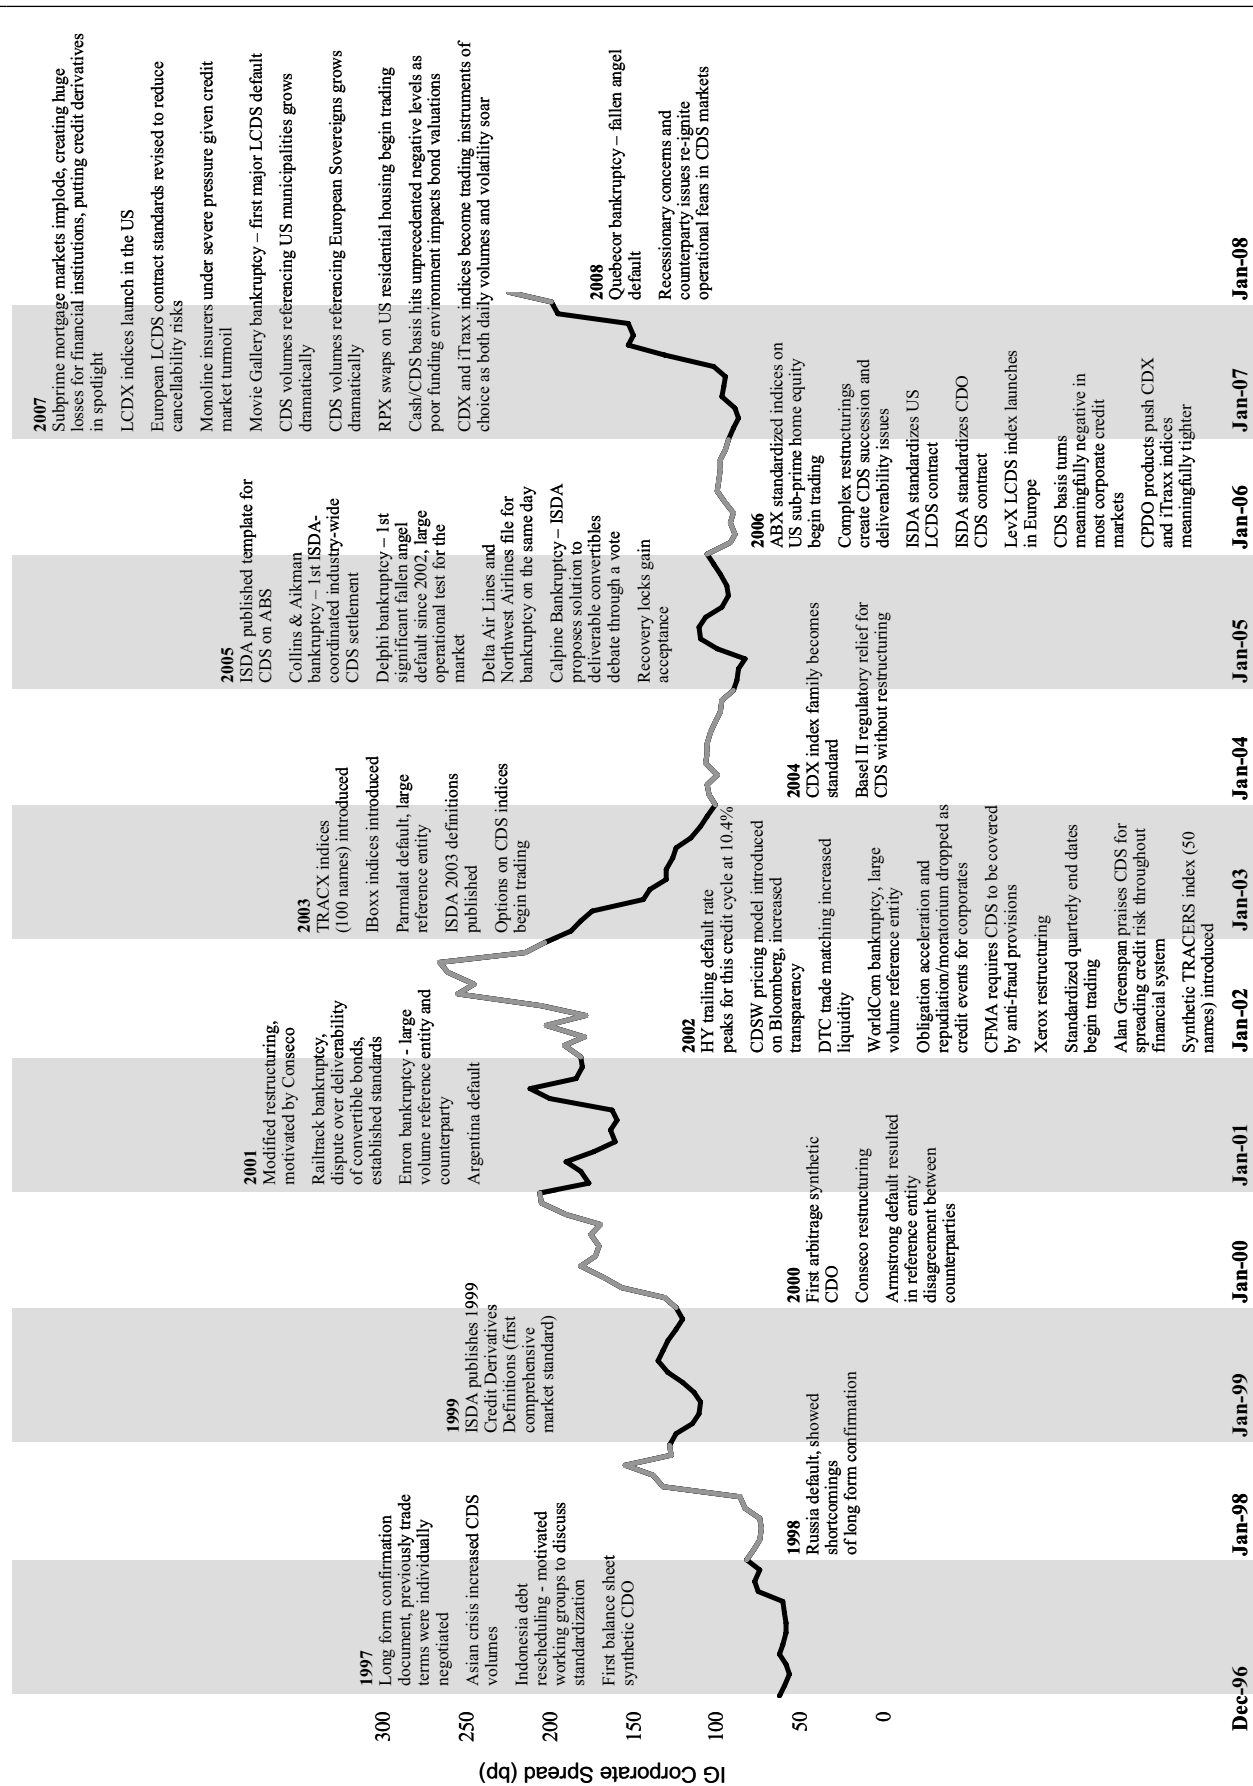 1997
Long form confirmation
document, previously trade
terms were individually
negotiated
Asian crisis increased CDS
volumes
Indonesia debt
rescheduling - motivated
working groups to discuss
standardization
First balance sheet
synthetic CDO
1998
Russia default, showed
shortcomings
of long form confirmation
1999
ISDA publishes 1999
Credit Derivatives
Definitions (first
comprehensive
market standard)
2000
First arbitrage synthetic
CDO
Conseco restructuring
Armstrong default resulted
in reference entity
disagreement between
counterparties
2001
Modified restructuring,
motivated by Conseco
Railtrack bankruptcy,
dispute over deliverability
of convertible bonds,
established standards
Enron bankruptcy - large
volume reference entity and
counterparty
Argentina default
2002
HY trailing default rate
peaks for this credit cycle at 10.4%
CDSW pricing model introduced
on Bloomberg, increased
transparency
DTC trade matching increased
liquidity
WorldCom bankruptcy, large
volume reference entity
Obligation acceleration and
repudiation/moratorium dropped as
credit events for corporates
CFMA requires CDS to be covered
by anti-fraud provisions
Xerox restructuring
Standardized quarterly end dates
begin trading
Alan Greenspan praises CDS for
spreading credit risk throughout
financial system
Synthetic TRACERS index (50
names) introduced
2003
TRACX indices
(100 names) introduced
IBoxx indices introduced
Parmalat default, large
reference entity
ISDA 2003 definitions
published
Options on CDS indices
begin trading
2004
CDX index family becomes
standard
Basel II regulatory relief for
CDS without restructuring
2005
ISDA published template for
CDS on ABS
Collins & Aikman
bankruptcy – 1st ISDA-
coordinated industry-wide
CDS settlement
Delphi bankruptcy – 1st
significant fallen angel
default since 2002, large
operational test for the
market
Delta Air Lines and
Northwest Airlines file for
bankruptcy on the same day
Calpine Bankruptcy – ISDA
proposes solution to
deliverable convertibles
debate through a vote
Recovery locks gain
acceptance
2006
ABX standardized indices on
US sub-prime home equity
begin trading
Complex restructurings
create CDS succession and
deliverability issues
ISDA standardizes US
LCDS contract
ISDA standardizes CDO
CDS contract
LevX LCDS index launches
in Europe
CDS basis turns
meaningfully negative in
most corporate credit
markets
CPDO products push CDX
and iTraxx indices
meaningfully tighter
2007
Subprime mortgage markets implode, creating huge
losses for financial institutions, putting credit derivatives
in spotlight
LCDX indices launch in the US
European LCDS contract standards revised to reduce
cancellability risks
Monoline insurers under severe pressure given credit
market turmoil
Movie Gallery bankruptcy – first major LCDS default
CDS volumes referencing US municipalities grows
dramatically
CDS volumes referencing European Sovereigns grows
dramatically
RPX swaps on US residential housing begin trading
Cash/CDS basis hits unprecedented negative levels as
poor funding environment impacts bond valuations
CDX and iTraxx indices become trading instruments of
choice as both daily volumes and volatility soar
2008
Quebecor bankruptcy – fallen angel
default
Recessionary concerns and
counterparty issues re-ignite
operational fears in CDS markets
IG Corporate Spread (bp)
300
250
200
150
100
50
0
Dec-96
Jan-98
Jan-99
Jan-00
Jan-01
Jan-02
Jan-03
Jan-04
Jan-05
Jan-06
Jan-07
Jan-08